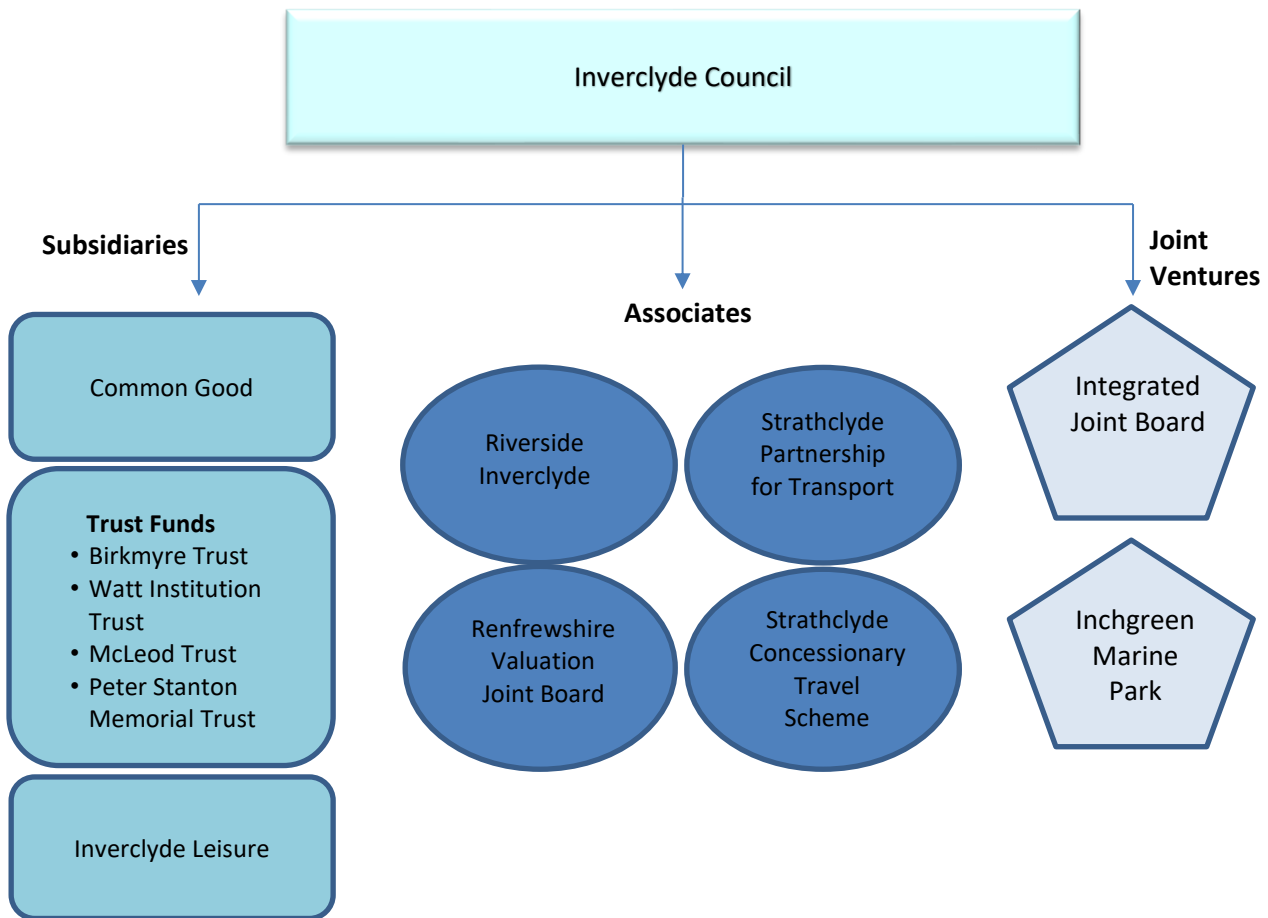 Inverclyde Council
Subsidiaries
Common Good
Trust Funds
• Birkmyre Trust
• Watt Institution
Trust
• McLeod Trust
• Peter Stanton
Memorial Trust
Inverclyde Leisure
Associates
Riverside
Inverclyde
Strathclyde
Partnership
for Transport
Renfrewshire
Valuation
Joint Board
Strathclyde
Concessionary
Travel
Scheme
Joint
Ventures
Integrated
Joint Board
Inchgreen
Marine
Park